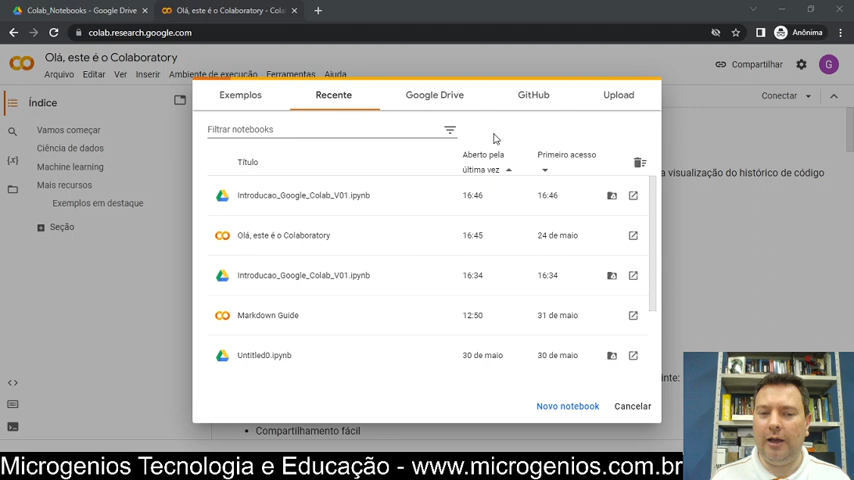 Colab_Notebooks - Google Drive
Olá, este é o Colaboratory - Cola
colab.research.google.com
Anônima
Olá, este é o Colaboratory
Arquivo Editar Ver Inserir Ambiente de execução Ferramentas Ajuda
Compartilhar
G
Índice
Conectar
Vamos começar
Ciência de dados
Machine learning
Mais recursos
Exemplos em destaque
Seção
Exemplos Recente Google Drive GitHub Upload
Filtrar notebooks
Título
Aberto pela última vez
Primeiro acesso
Introducao_Google_Colab_V01.ipynb 16:46 16:46
Olá, este é o Colaboratory 16:45 24 de maio
Introducao_Google_Colab_V01.ipynb 16:34 16:34
Markdown Guide 12:50 31 de maio
Untitled0.ipynb 30 de maio 30 de maio
Novo notebook Cancelar
a visualização do histórico de código
inte:
Compartilhamento fácil
Microgenios Tecnologia e Educação - www.microgenios.com.br